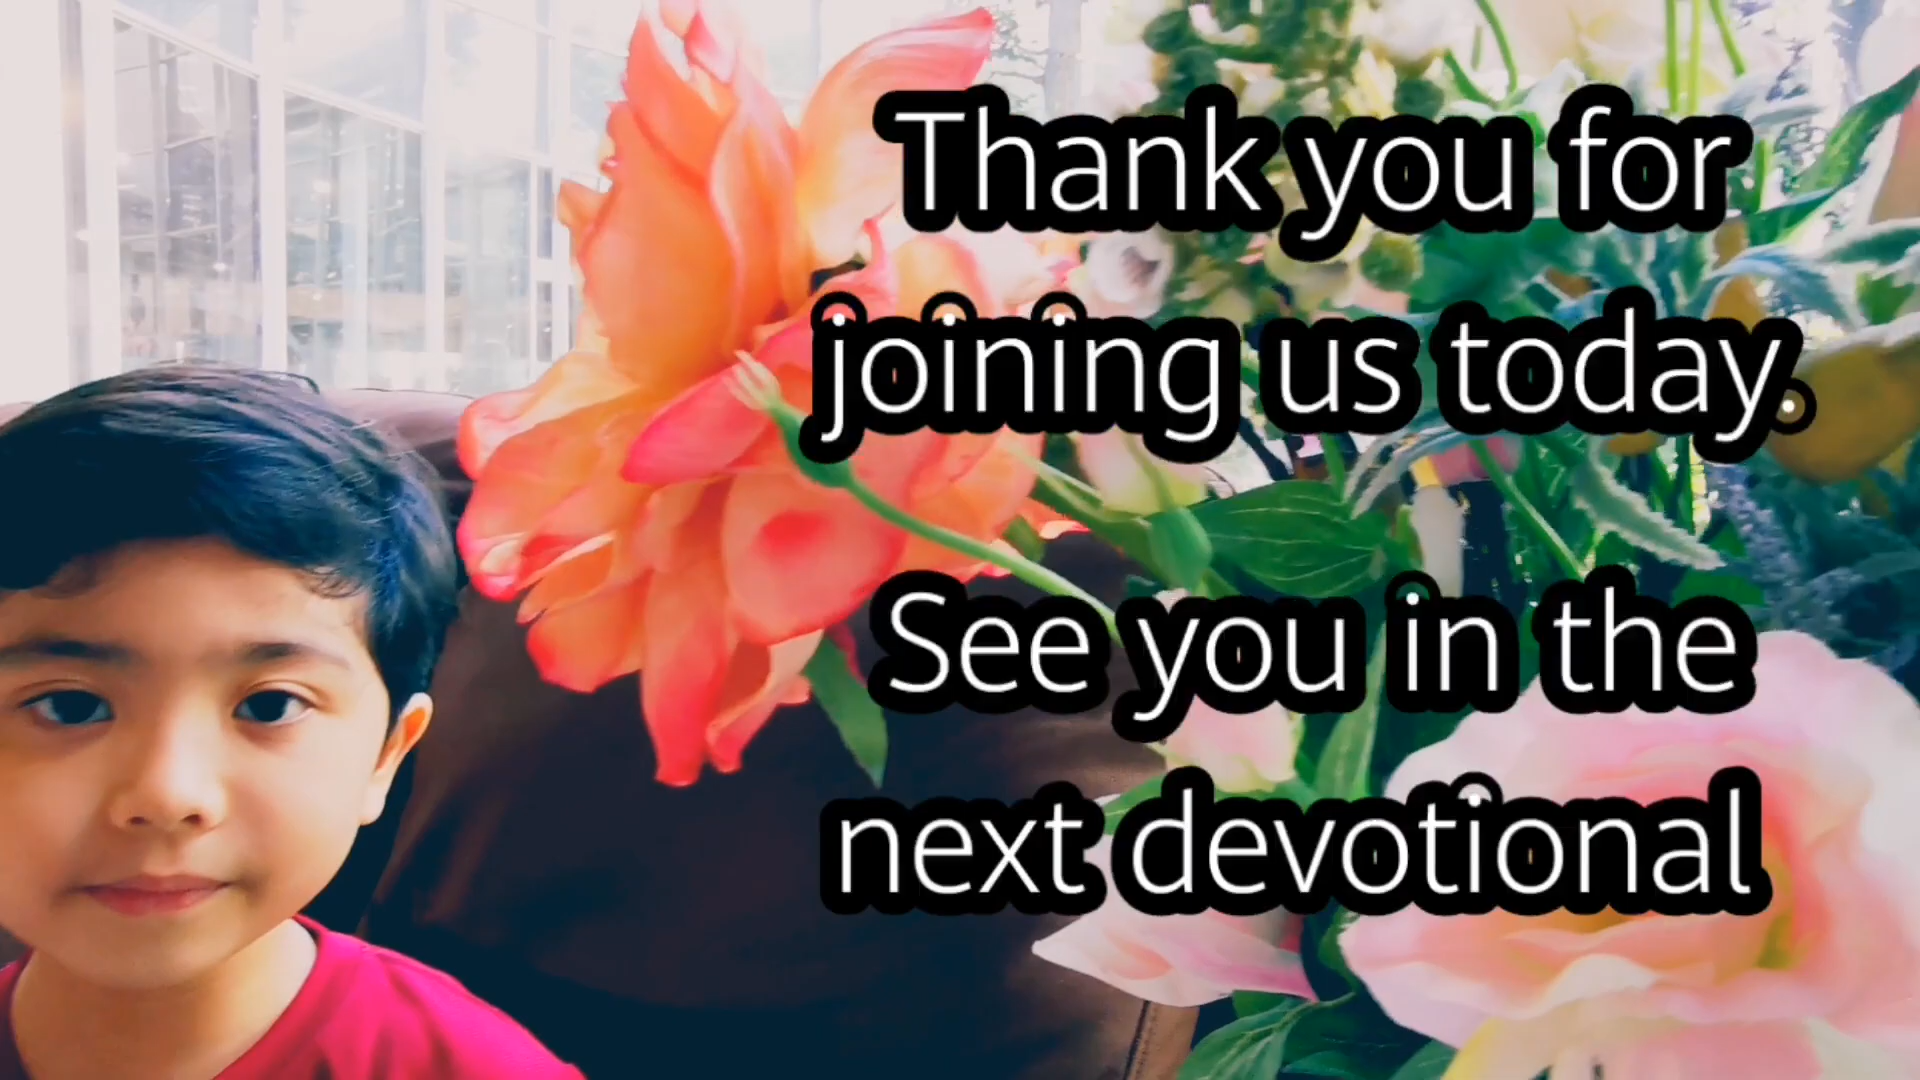 Thank you for
joining us today.
See you in the
next devotional